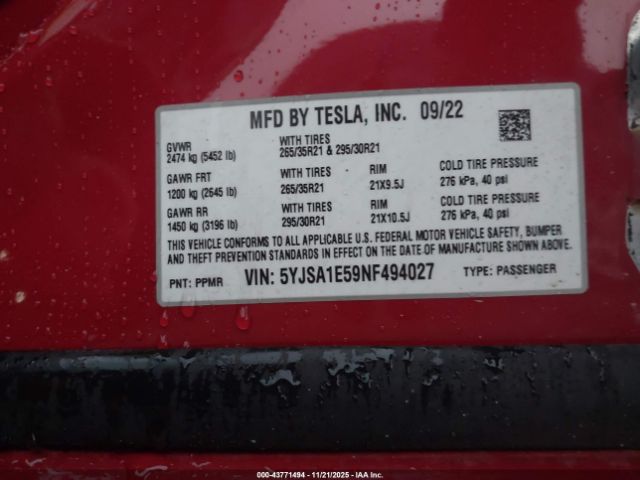 MFD BY TESLA, INC. 09/22
GVWR
2474 kg (5452 lb)
WITH TIRES
265/35R21 & 295/30R21
GAWR FRT
1200 kg (2645 lb)
WITH TIRES
265/35R21
RIM
21X9.5J
COLD TIRE PRESSURE
276 kPa, 40 psi
GAWR RR
1450 kg (3196 lb)
WITH TIRES
295/30R21
RIM
21X10.5J
COLD TIRE PRESSURE
276 kPa, 40 psi
THIS VEHICLE CONFORMS TO ALL APPLICABLE U.S. FEDERAL MOTOR VEHICLE SAFETY, BUMPER
AND THEFT PREVENTION STANDARDS IN EFFECT ON THE DATE OF MANUFACTURE SHOWN ABOVE.
PNT: PPMR VIN: 5YJSA1E59NF494027 TYPE: PASSENGER
000-43771494 - 11/21/2025 - IAA Inc.